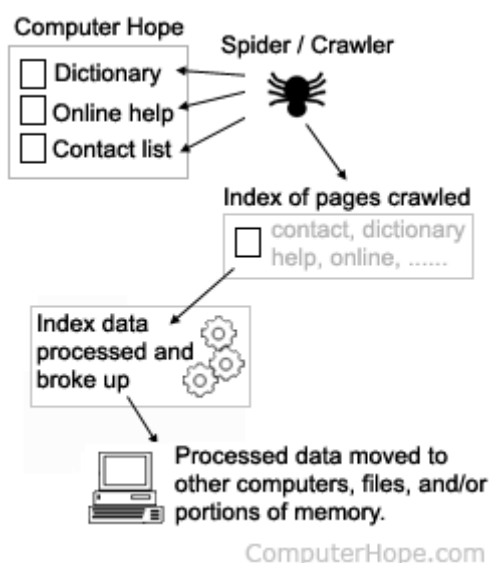 Computer Hope
Spider / Crawler
Dictionary
Online help
Contact list
Index of pages crawled
contact, dictionary
help, online, ......
Index data
processed and
broke up
Processed data moved to
other computers, files, and/or
portions of memory.
ComputerHope.com